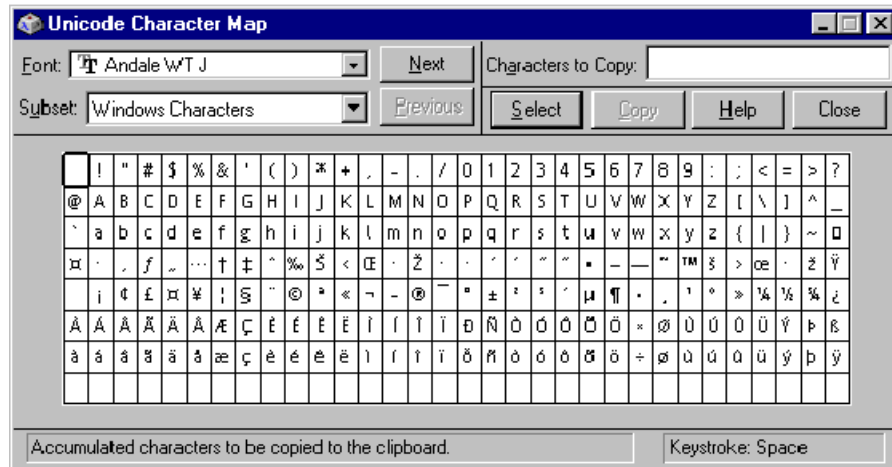 Unicode Character Map
Font: Andale WT J Next Characters to Copy:
Subset: Windows Characters Previous Select Copy Help Close
! " # $ % & ' ( ) * + , - . / 0 1 2 3 4 5 6 7 8 9 : ; < = > ?
@ A B C D E F G H I J K L M N O P Q R S T U V W X Y Z [ \ ] ^ _
` a b c d e f g h i j k l m n o p q r s t u v w x y z { | } ~
¤ · ‚ ƒ „ … † ‡ ˆ ‰ Š ‹ Œ · Ž · · ‘ ’ “ ” • – — ˜ ™ š › œ · ž Ÿ
¡ ¢ £ ¤ ¥ ¦ § ¨ © ª « ¬ - ® ¯ ° ± ² ³ ´ µ ¶ · ¸ ¹ º » ¼ ½ ¾ ¿
À Á Â Ã Ä Å Æ Ç È É Ê Ë Ì Í Î Ï Ð Ñ Ò Ó Ô Õ Ö × Ø Ù Ú Û Ü Ý Þ ß
à á â ã ä å æ ç è é ê ë ì í î ï ð ñ ò ó ô õ ö ÷ ø ù ú û ü ý þ ÿ
Accumulated characters to be copied to the clipboard. Keystroke: Space